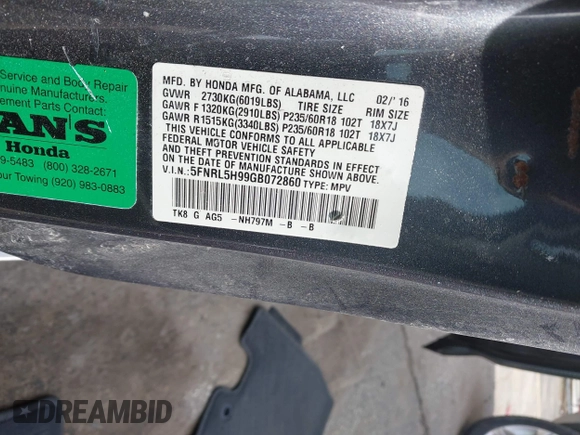 Service and Body Repair
nuine Manufacturer
ement Parts Contact:
ANS
Honda
9-5483 (800) 328-2671
our Towing (920) 983-0883
MFD. BY HONDA MFG. OF ALABAMA, LLC 02/'16
GVWR 2730KG(6019LBS) TIRE SIZE RIM SIZE
GAWR F 1320KG(2910LBS) P235/60R18 102T 18X7J
GAWR R1515KG(3340LBS) P235/60R18 102T 18X7J
THIS VEHICLE CONFORMS TO ALL APPLICABLE
FEDERAL MOTOR VEHICLE SAFETY
AND THEFT PREVENTION STANDARDS IN EFFECT
ON THE DATE OF MANUFACTURE SHOWN ABOVE.
V.I.N.:5FNRL5H99GB072860 TYPE: MPV
TK8 G AG5 -NH797M -B -B
DREAMBID